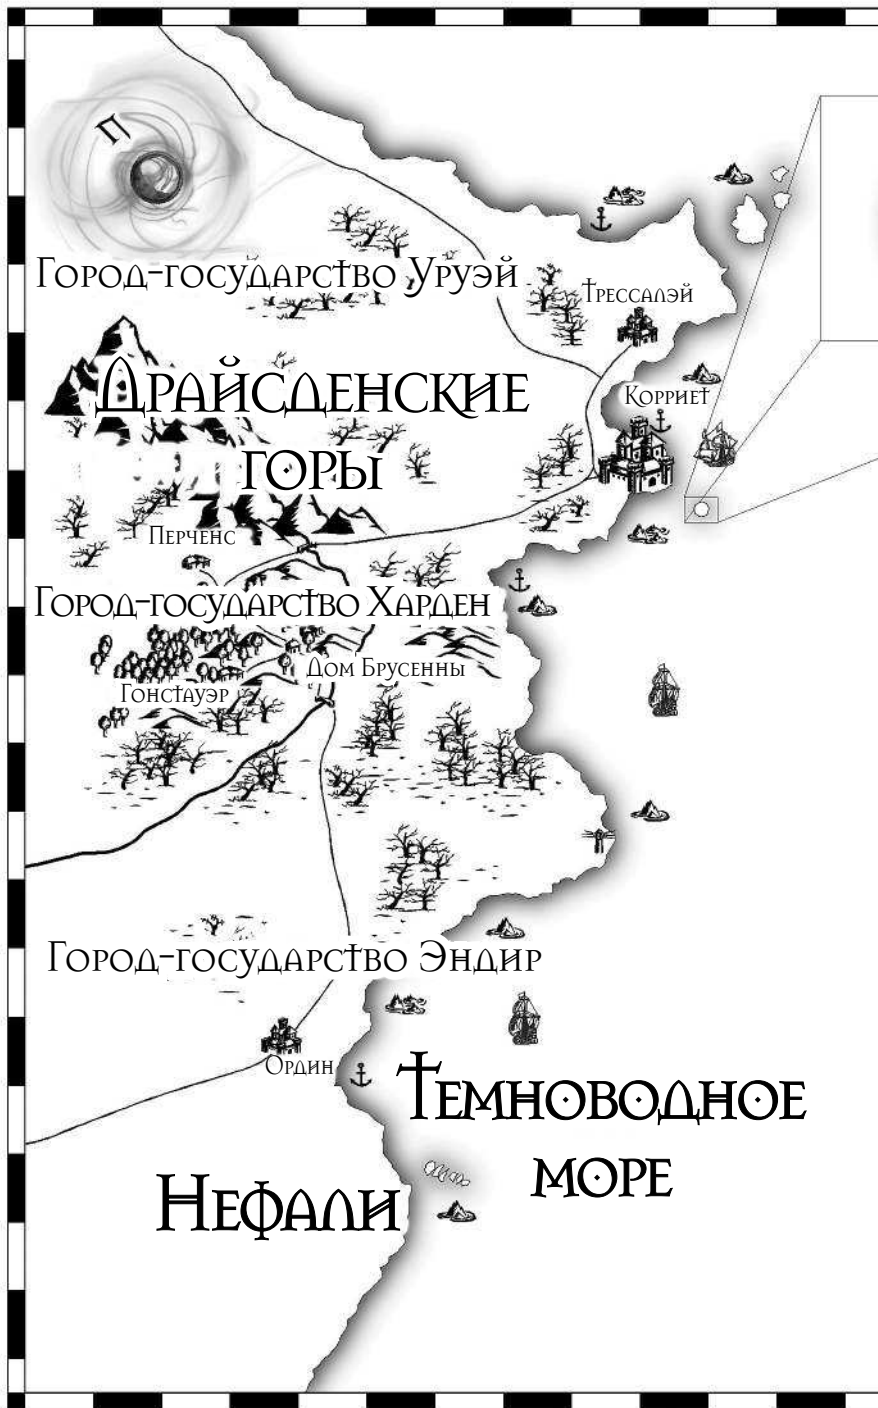 П
Город-государство Уруэй
Трессалэй
Драйсденские
горы
Корриет
Перченс
Город-государство Харден
Дом Брусенны
Гонстауэр
Город-государство Эндир
Ордин
Темноводное
море
Нефали